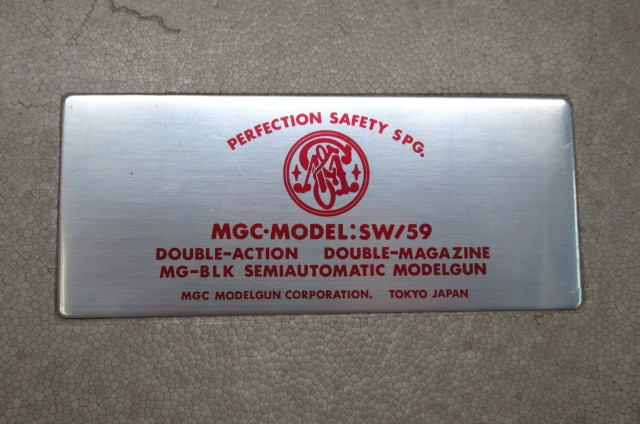 PERFECTION SAFETY SPG.
MGC·MODEL:SW/59
DOUBLE-ACTION DOUBLE-MAGAZINE
MG-BLK SEMIAUTOMATIC MODELGUN
MGC MODELGUN CORPORATION. TOKYO JAPAN